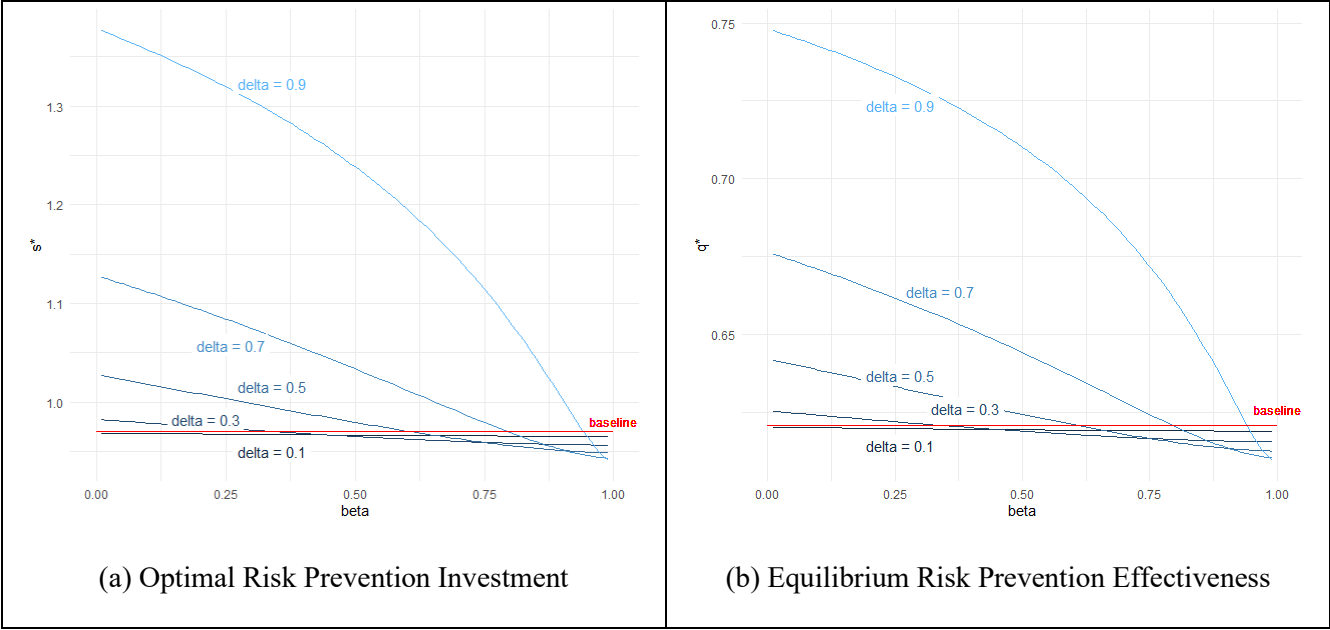 1.3
1.2
1.1
1.0
s*
delta = 0.9
delta = 0.7
delta = 0.5
delta = 0.3
delta = 0.1
baseline
0.00 0.25 0.50 0.75 1.00
beta
(a) Optimal Risk Prevention Investment
0.75
0.70
0.65
q*
delta = 0.9
delta = 0.7
delta = 0.5
delta = 0.3
delta = 0.1
baseline
0.00 0.25 0.50 0.75 1.00
beta
(b) Equilibrium Risk Prevention Effectiveness